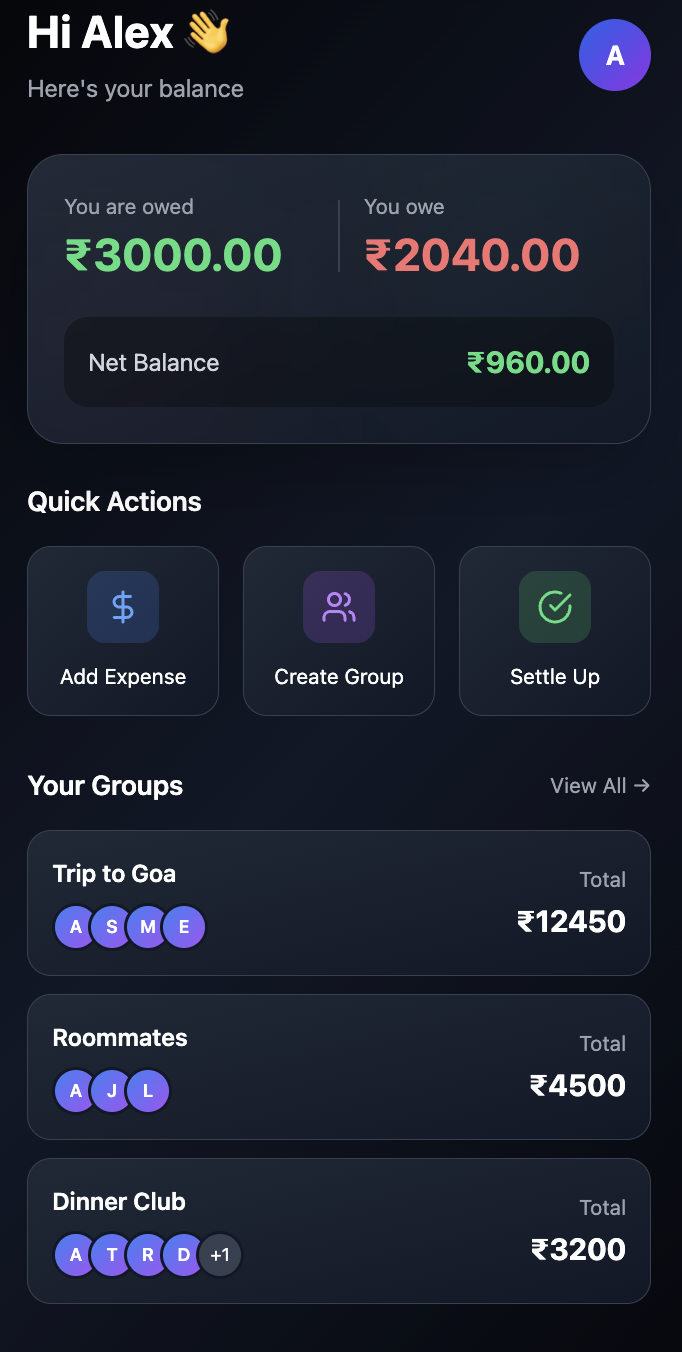 Hi Alex 👋
A
Here's your balance
You are owed
₹3000.00
You owe
₹2040.00
Net Balance
₹960.00
Quick Actions
$
Add Expense
Create Group
Settle Up
Your Groups
View All →
Trip to Goa
A S M E
Total
₹12450
Roommates
A J L
Total
₹4500
Dinner Club
A T R D +1
Total
₹3200